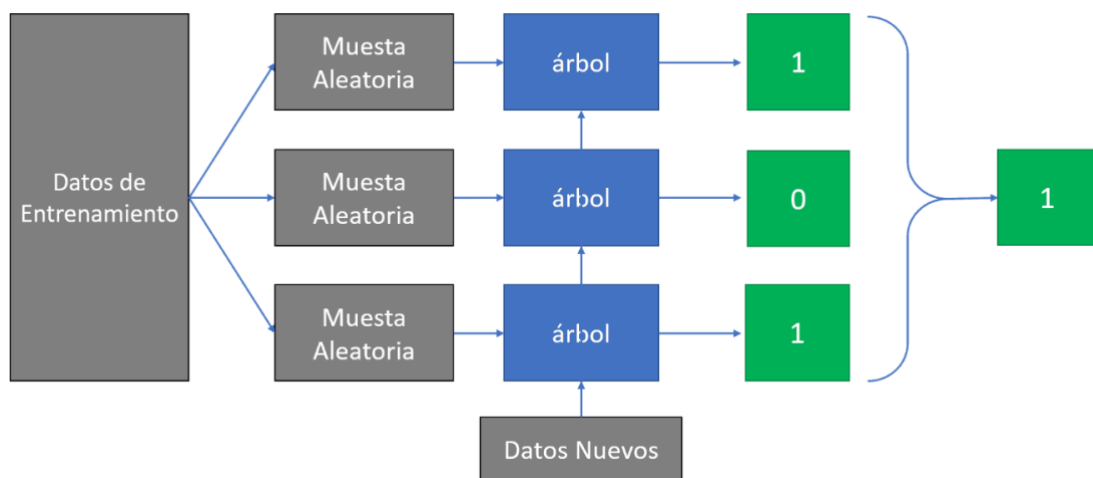 Muesta
Aleatoria
árbol
1
Datos de
Entrenamiento
Muesta
Aleatoria
árbol
0
1
Muesta
Aleatoria
árbol
1
Datos Nuevos